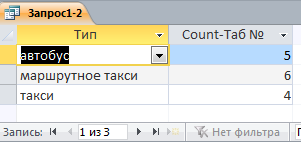 Запрос1-2
Тип Count-Таб №
автобус 5
маршрутное такси 6
такси 4
Запись: 1 из 3 Нет фильтра